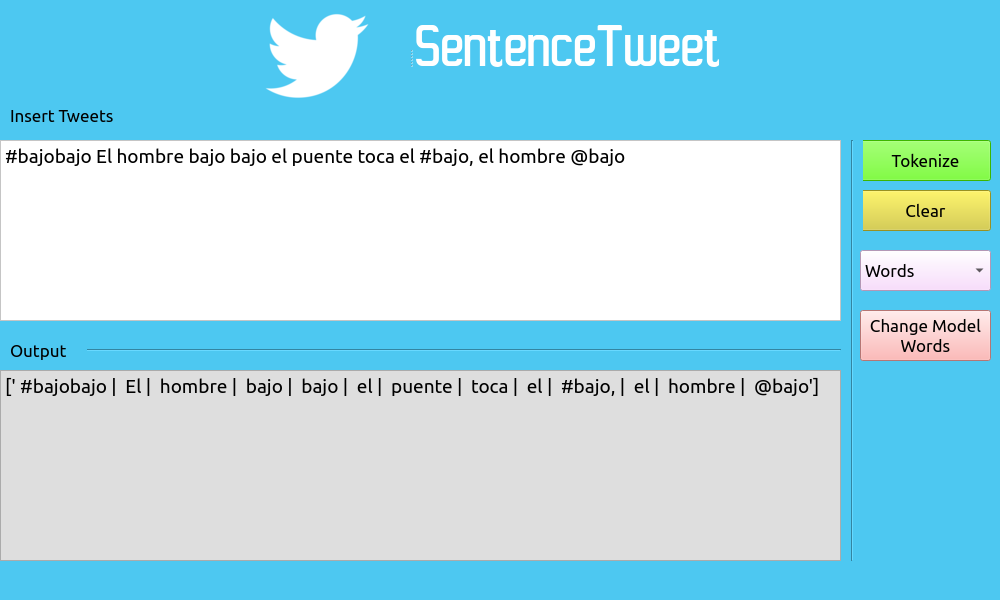 SentenceTweet
Insert Tweets
#bajobajo El hombre bajo bajo el puente toca el #bajo, el hombre @bajo
Tokenize
Clear
Words
Change Model
Words
Output
[' #bajobajo |  El |  hombre |  bajo |  bajo |  el |  puente |  toca |  el |  #bajo, |  el |  hombre |  @bajo']